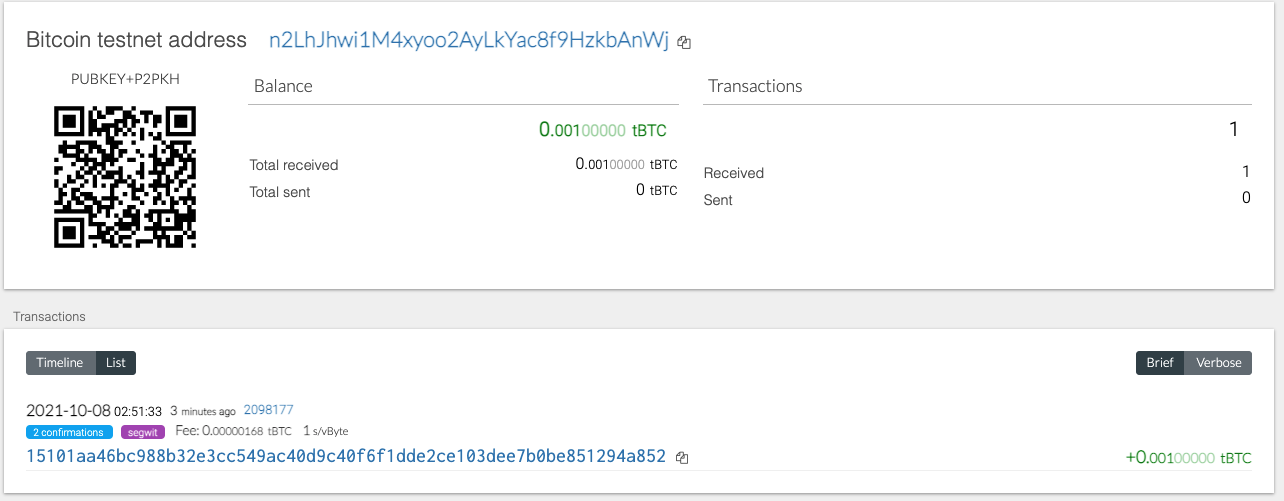 Bitcoin testnet address n2LhJhwi1M4xyoo2AyLkYac8f9HzkbAnWj
PUBKEY+P2PKH
Balance
0.00100000 tBTC
Total received 0.00100000 tBTC
Total sent 0 tBTC
Transactions
1
Received 1
Sent 0
Transactions
Timeline List Brief Verbose
2021-10-08 02:51:33 3 minutes ago 2098177
2 confirmations segwit Fee: 0.00000168 tBTC 1 s/vByte
15101aa46bc988b32e3cc549ac40d9c40f6f1dde2ce103dee7b0be851294a852 +0.00100000 tBTC